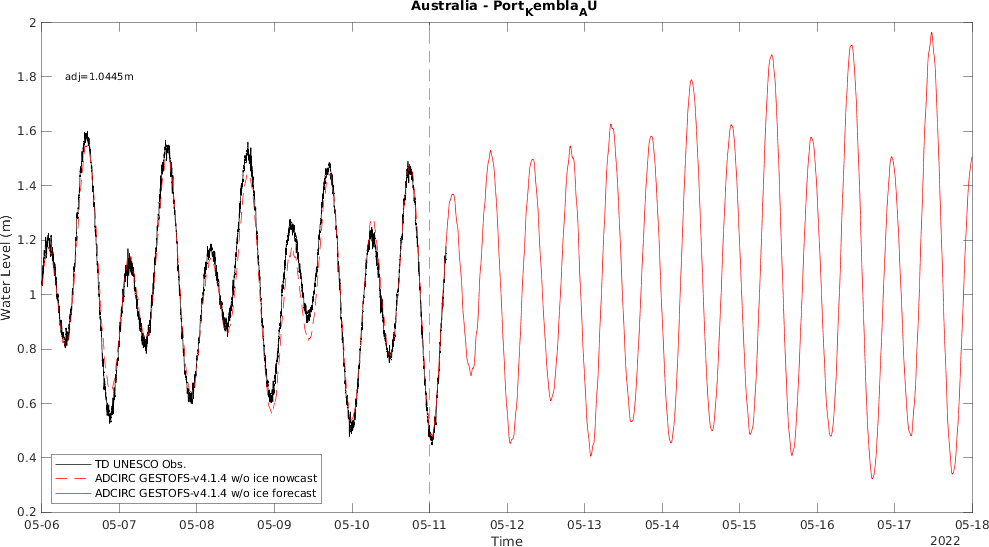 Australia - Port_Kembla_AU
adj=1.0445m
Water Level (m)
2
1.8
1.6
1.4
1.2
1
0.8
0.6
0.4
0.2
TD UNESCO Obs.
ADCIRC GESTOFS-v4.1.4 w/o ice nowcast
ADCIRC GESTOFS-v4.1.4 w/o ice forecast
05-06 05-07 05-08 05-09 05-10 05-11 05-12 05-13 05-14 05-15 05-16 05-17 05-18
Time
2022